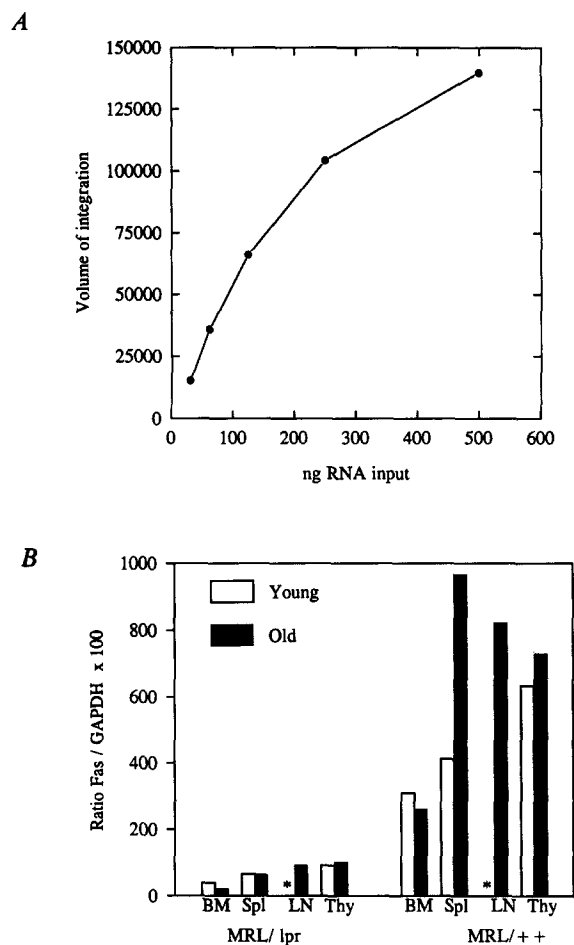 A
150000
125000
100000
75000
50000
25000
0
Volume of integration
0 100 200 300 400 500 600
ng RNA input
B
1000
800
600
400
200
0
Ratio Fas / GAPDH x 100
Young
Old
* *
BM Spl LN Thy BM Spl LN Thy
MRL/ lpr MRL/ + +